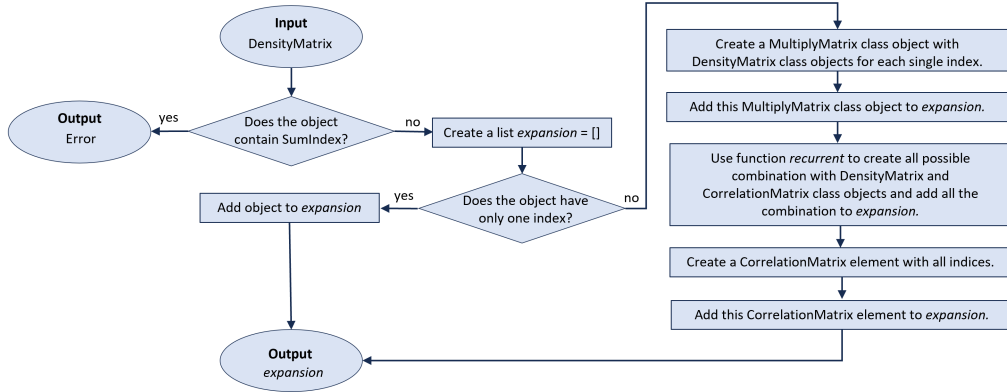 Input
DensityMatrix
Does the object
contain SumIndex?
yes
Output
Error
no
Create a list expansion = []
Does the object have
only one index?
yes
Add object to expansion
no
Create a MultiplyMatrix class object with
DensityMatrix class objects for each single index.
Add this MultiplyMatrix class object to expansion.
Use function recurrent to create all possible
combination with DensityMatrix and
CorrelationMatrix class objects and add all the
combination to expansion.
Create a CorrelationMatrix element with all indices.
Add this CorrelationMatrix element to expansion.
Output
expansion